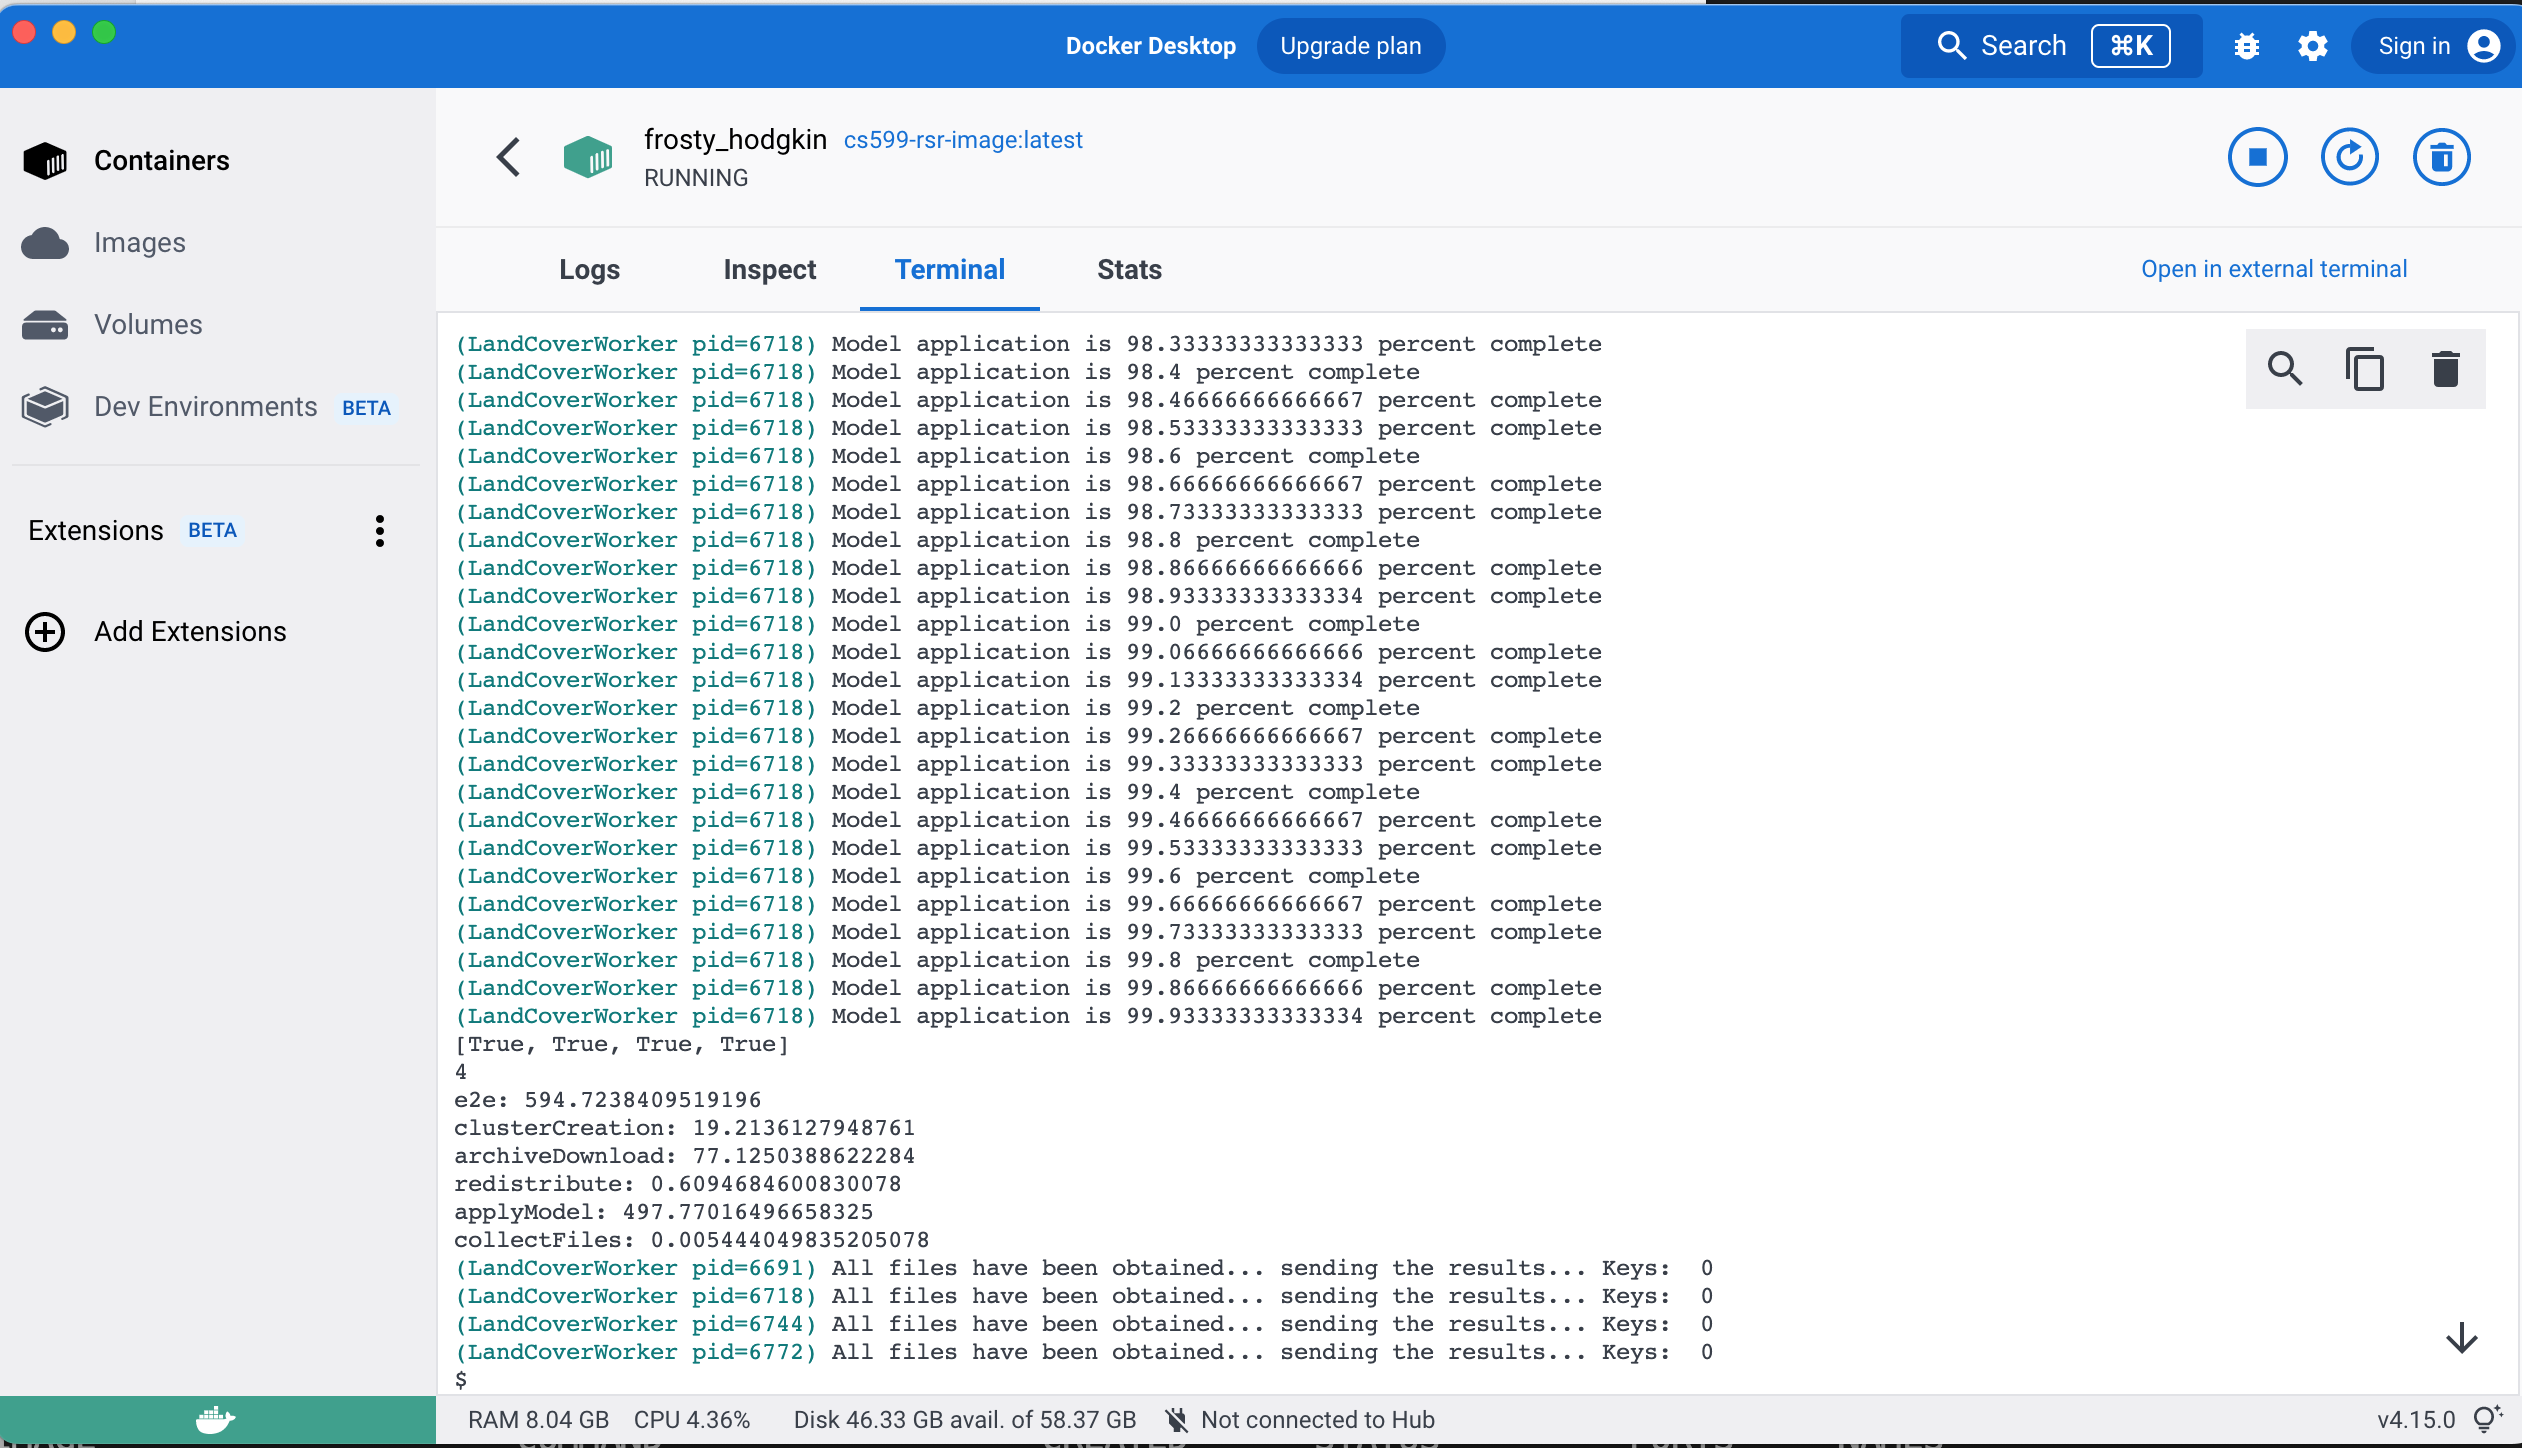 Docker Desktop Upgrade plan Search ⌘K Sign in
Containers
Images
Volumes
Dev Environments BETA
Extensions BETA
Add Extensions
frosty_hodgkin cs599-rsr-image:latest
RUNNING
Logs Inspect Terminal Stats Open in external terminal
(LandCoverWorker pid=6718) Model application is 98.33333333333333 percent complete
(LandCoverWorker pid=6718) Model application is 98.4 percent complete
(LandCoverWorker pid=6718) Model application is 98.46666666666667 percent complete
(LandCoverWorker pid=6718) Model application is 98.53333333333333 percent complete
(LandCoverWorker pid=6718) Model application is 98.6 percent complete
(LandCoverWorker pid=6718) Model application is 98.66666666666667 percent complete
(LandCoverWorker pid=6718) Model application is 98.73333333333333 percent complete
(LandCoverWorker pid=6718) Model application is 98.8 percent complete
(LandCoverWorker pid=6718) Model application is 98.86666666666666 percent complete
(LandCoverWorker pid=6718) Model application is 98.93333333333334 percent complete
(LandCoverWorker pid=6718) Model application is 99.0 percent complete
(LandCoverWorker pid=6718) Model application is 99.06666666666666 percent complete
(LandCoverWorker pid=6718) Model application is 99.13333333333334 percent complete
(LandCoverWorker pid=6718) Model application is 99.2 percent complete
(LandCoverWorker pid=6718) Model application is 99.26666666666667 percent complete
(LandCoverWorker pid=6718) Model application is 99.33333333333333 percent complete
(LandCoverWorker pid=6718) Model application is 99.4 percent complete
(LandCoverWorker pid=6718) Model application is 99.46666666666667 percent complete
(LandCoverWorker pid=6718) Model application is 99.53333333333333 percent complete
(LandCoverWorker pid=6718) Model application is 99.6 percent complete
(LandCoverWorker pid=6718) Model application is 99.66666666666667 percent complete
(LandCoverWorker pid=6718) Model application is 99.73333333333333 percent complete
(LandCoverWorker pid=6718) Model application is 99.8 percent complete
(LandCoverWorker pid=6718) Model application is 99.86666666666666 percent complete
(LandCoverWorker pid=6718) Model application is 99.93333333333334 percent complete
[True, True, True, True]
4
e2e: 594.7238409519196
clusterCreation: 19.2136127948761
archiveDownload: 77.1250388622284
redistribute: 0.6094684600830078
applyModel: 497.77016496658325
collectFiles: 0.005444049835205078
(LandCoverWorker pid=6691) All files have been obtained... sending the results... Keys:  0
(LandCoverWorker pid=6718) All files have been obtained... sending the results... Keys:  0
(LandCoverWorker pid=6744) All files have been obtained... sending the results... Keys:  0
(LandCoverWorker pid=6772) All files have been obtained... sending the results... Keys:  0
$
RAM 8.04 GB CPU 4.36% Disk 46.33 GB avail. of 58.37 GB Not connected to Hub v4.15.0